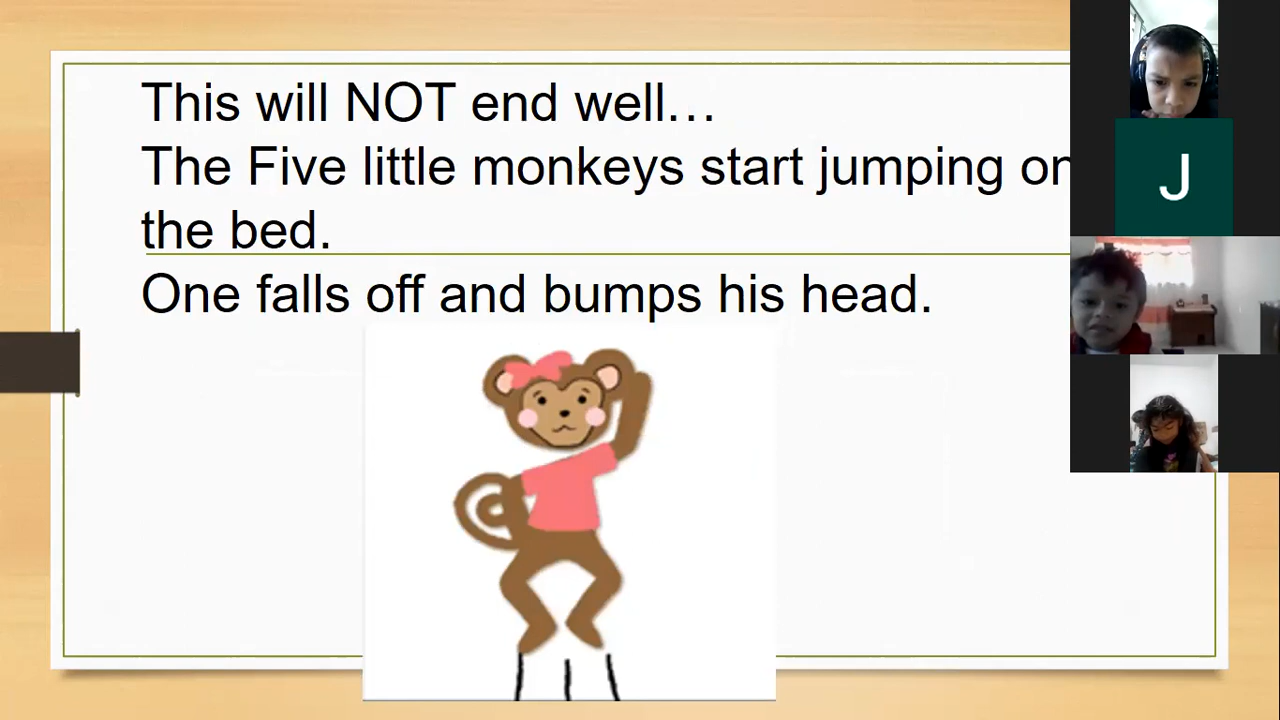 This will NOT end well…
The Five little monkeys start jumping on
the bed.
One falls off and bumps his head.
J